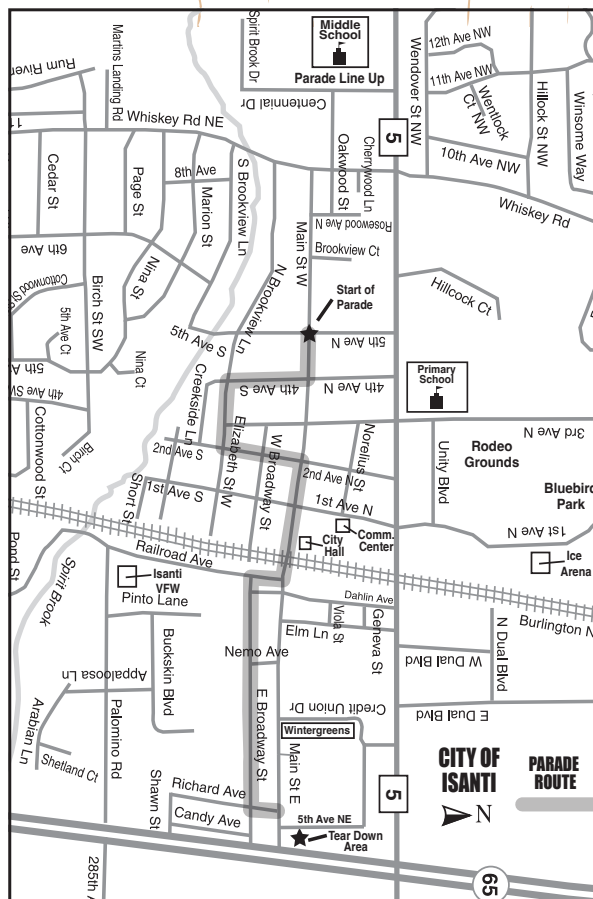 Middle
School
Parade Line Up
Spirit Brook Dr
Centennial Dr
Wendover St NW
12th Ave NW
11th Ave NW
Wentlock
Ct NW
Hillock St NW
Winsome Way
10th Ave NW
Whiskey Rd
5
Martins Landing Rd
Rum River
11
Whiskey Rd NE
Oakwood St
Cherrywood Ln
Rosewood Ave N
Brookview Ct
Cedar St
Page St
8th Ave
Marion St
S Brookview Ln
N Brookview Ln
Main St W
6th Ave
Cottonwood St S
Birch St SW
Nina St
Start of
Parade
Hillcock Ct
5th Ave Ct
Nina Ct
5th Ave S
5th Ave N
5th A
4th Ave SW
Creekside Ln
4th Ave S
4th Ave N
Primary
School
Cottonwood St
Birch Ct
Elizabeth St W
W Broadway St
Norelius St
3rd Ave N
Unity Blvd
Rodeo
Grounds
2nd Ave S
2nd Ave N
Bluebird
Park
Short St
1st Ave S
1st Ave N
1st Ave N
City
Hall
Comm.
Center
Ice
Arena
Pond St
Railroad Ave
Spirit Brook
Isanti
VFW
Pinto Lane
Dahlin Ave
Burlington N
Elm Ln
Viola St
Geneva St
Buckskin Blvd
Nemo Ave
W Dual Blvd
N Dual Blvd
Appaloosa Ln
E Dual Blvd
Arabian Ln
Palomino Rd
E Broadway St
Credit Union Dr
Wintergreens
Main St E
Shetland Ct
Shawn St
Richard Ave
Candy Ave
5th Ave NE
Tear Down
Area
5
CITY OF
ISANTI
N
PARADE
ROUTE
285th A
65